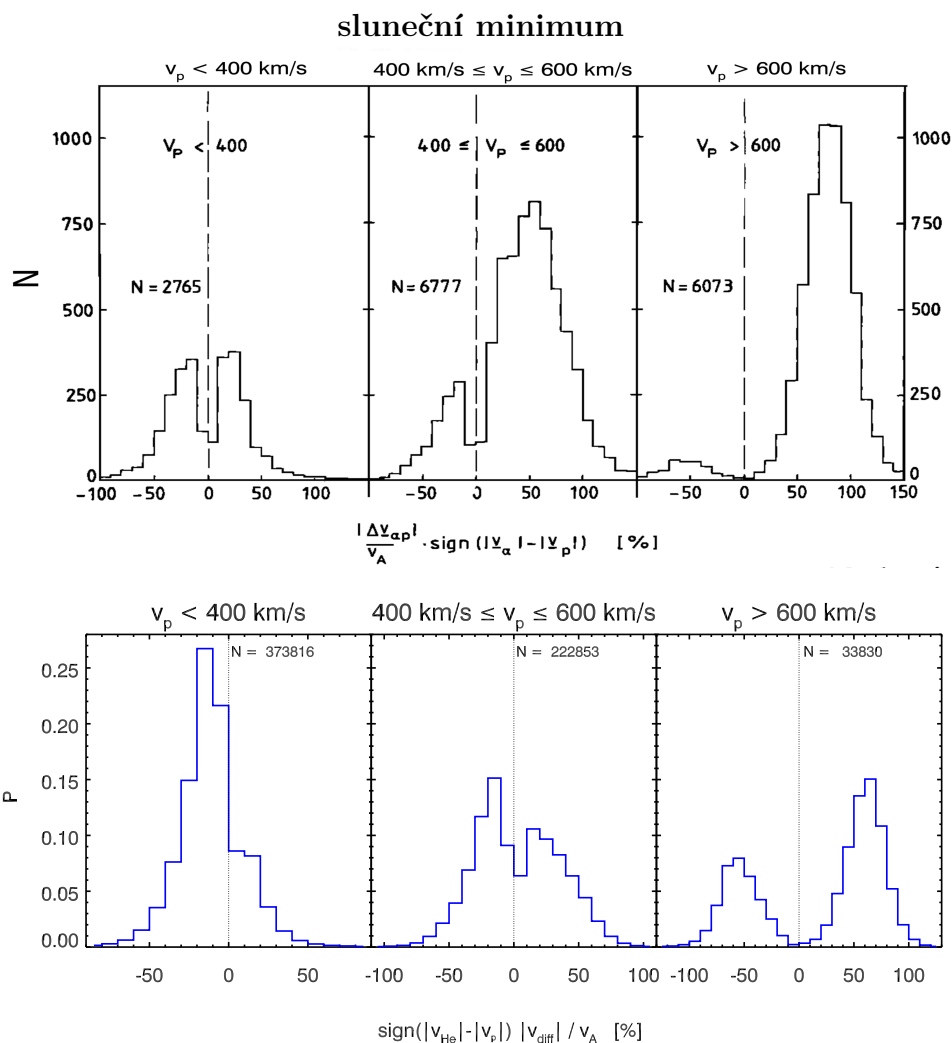 sluneční minimum
v_p < 400 km/s 400 km/s ≤ v_p ≤ 600 km/s v_p > 600 km/s
1000 V_P < 400 400 ≤ V_P ≤ 600 V_P > 600 1000
750 750
N = 2765 N = 6777 N = 6073
N
500 500
250 250
0 0
-100 -50 0 50 100 -50 0 50 100 -50 0 50 100 150
|Δv_αp| / v_A · sign (|v_α| - |v_p|) [%]
v_p < 400 km/s 400 km/s ≤ v_p ≤ 600 km/s v_p > 600 km/s
N = 373816 N = 222853 N = 33830
0.25
0.20
0.15
P
0.10
0.05
0.00
-50 0 50 -100 -50 0 50 100 -100 -50 0 50 100
sign(|v_He|-|v_p|) |v_diff| / v_A [%]